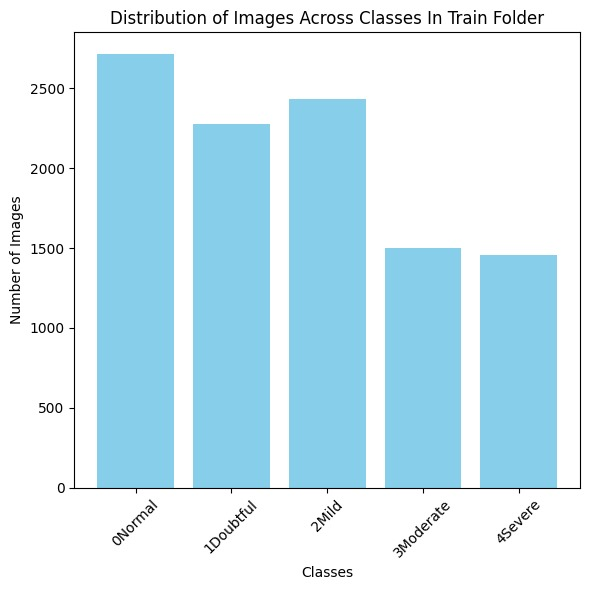 Distribution of Images Across Classes In Train Folder
Number of Images
2500
2000
1500
1000
500
0
0Normal
1Doubtful
2Mild
3Moderate
4Severe
Classes